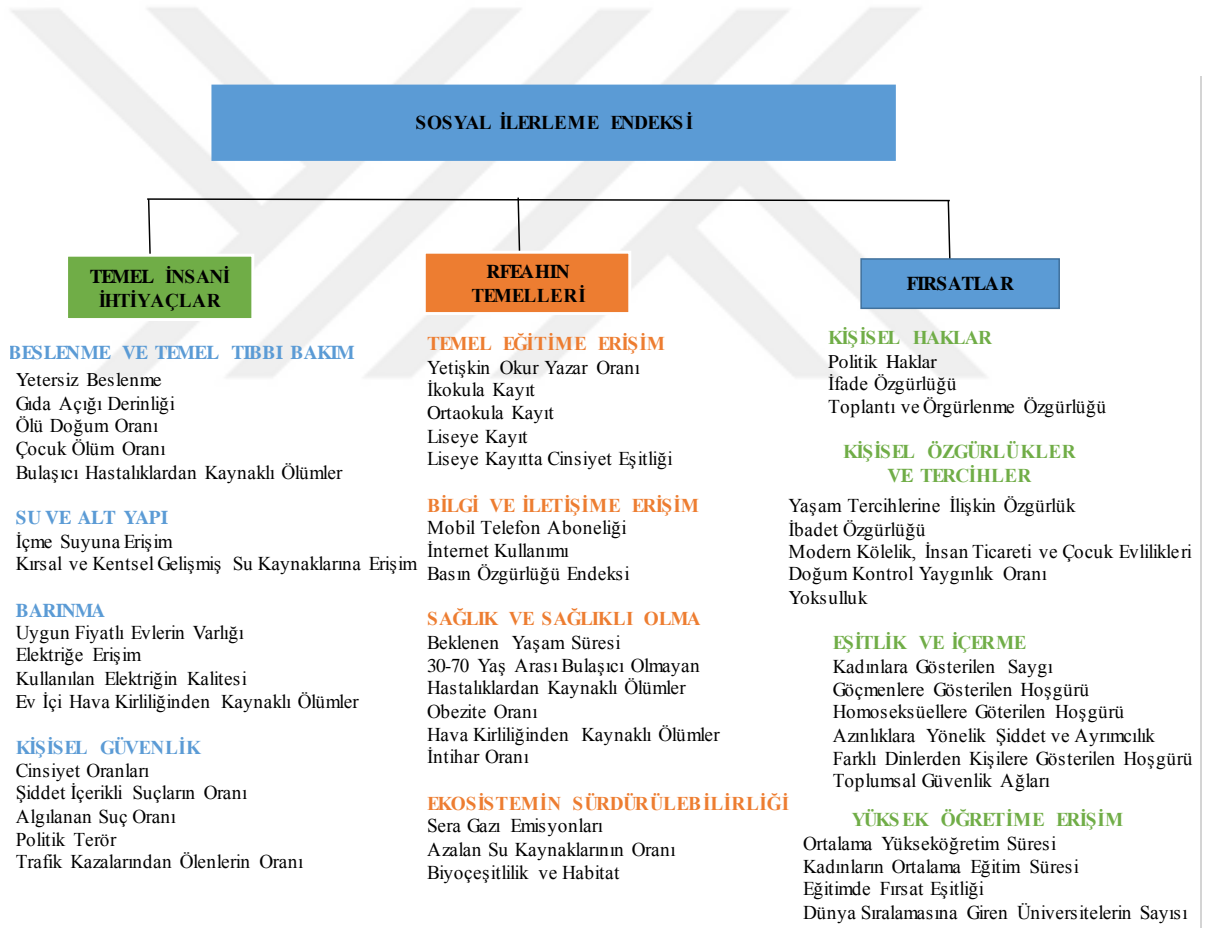 SOSYAL İLERLEME ENDEKSİ
TEMEL İNSANİ
İHTİYAÇLAR
BESLENME VE TEMEL TIBBI BAKIM
Yetersiz Beslenme
Gıda Açığı Derinliği
Ölü Doğum Oranı
Çocuk Ölüm Oranı
Bulaşıcı Hastalıklardan Kaynaklı Ölümler
SU VE ALT YAPI
İçme Suyuna Erişim
Kırsal ve Kentsel Gelişmiş Su Kaynaklarına Erişim
BARINMA
Uygun Fiyatlı Evlerin Varlığı
Elektriğe Erişim
Kullanılan Elektriğin Kalitesi
Ev İçi Hava Kirliliğinden Kaynaklı Ölümler
KİŞİSEL GÜVENLİK
Cinsiyet Oranları
Şiddet İçerikli Suçların Oranı
Algılanan Suç Oranı
Politik Terör
Trafik Kazalarından Ölenlerin Oranı
RFEAHIN
TEMELLERİ
TEMEL EĞİTİME ERİŞİM
Yetişkin Okur Yazar Oranı
İkokula Kayıt
Ortaokula Kayıt
Liseye Kayıt
Liseye Kayıtta Cinsiyet Eşitliği
BİLGİ VE İLETİŞİME ERİŞİM
Mobil Telefon Aboneliği
İnternet Kullanımı
Basın Özgürlüğü Endeksi
SAĞLIK VE SAĞLIKLI OLMA
Beklenen Yaşam Süresi
30-70 Yaş Arası Bulaşıcı Olmayan
Hastalıklardan Kaynaklı Ölümler
Obezite Oranı
Hava Kirliliğinden Kaynaklı Ölümler
İntihar Oranı
EKOSİSTEMİN SÜRDÜRÜLEBİLİRLİĞİ
Sera Gazı Emisyonları
Azalan Su Kaynaklarının Oranı
Biyoçeşitlilik ve Habitat
FIRSATLAR
KİŞİSEL HAKLAR
Politik Haklar
İfade Özgürlüğü
Toplantı ve Örgürlenme Özgürlüğü
KİŞİSEL ÖZGÜRLÜKLER
VE TERCİHLER
Yaşam Tercihlerine İlişkin Özgürlük
İbadet Özgürlüğü
Modern Kölelik, İnsan Ticareti ve Çocuk Evlilikleri
Doğum Kontrol Yaygınlık Oranı
Yoksulluk
EŞİTLİK VE İÇERME
Kadınlara Gösterilen Saygı
Göçmenlere Gösterilen Hoşgürü
Homoseksüellere Göterilen Hoşgürü
Azınlıklara Yönelik Şiddet ve Ayrımcılık
Farklı Dinlerden Kişilere Gösterilen Hoşgürü
Toplumsal Güvenlik Ağları
YÜKSEK ÖĞRETİME ERİŞİM
Ortalama Yükseköğretim Süresi
Kadınların Ortalama Eğitim Süresi
Eğitimde Fırsat Eşitliği
Dünya Sıralamasına Giren Üniversitelerin Sayısı